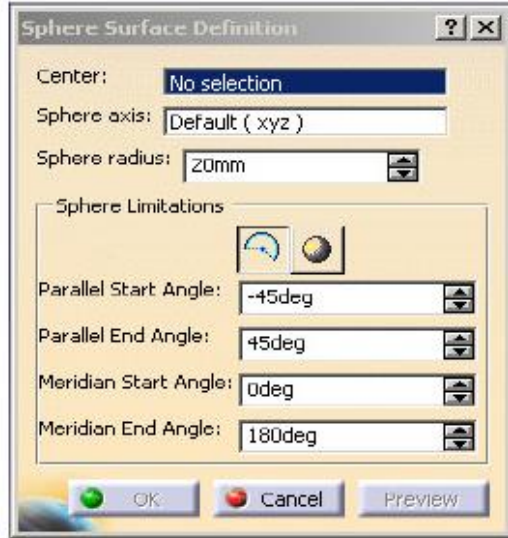 Sphere Surface Definition
Center: No selection
Sphere axis: Default ( xyz )
Sphere radius: 20mm
Sphere Limitations
Parallel Start Angle: -45deg
Parallel End Angle: 45deg
Meridian Start Angle: 0deg
Meridian End Angle: 180deg
OK Cancel Preview